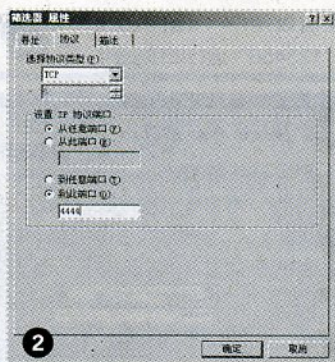 筛选器 属性
寻址 协议 描述
选择协议类型(P)
TCP
设置 IP 协议端口:
从任意端口(F)
从此端口(R)
到任意端口(T)
到此端口(O)
4444
确定 取消
2